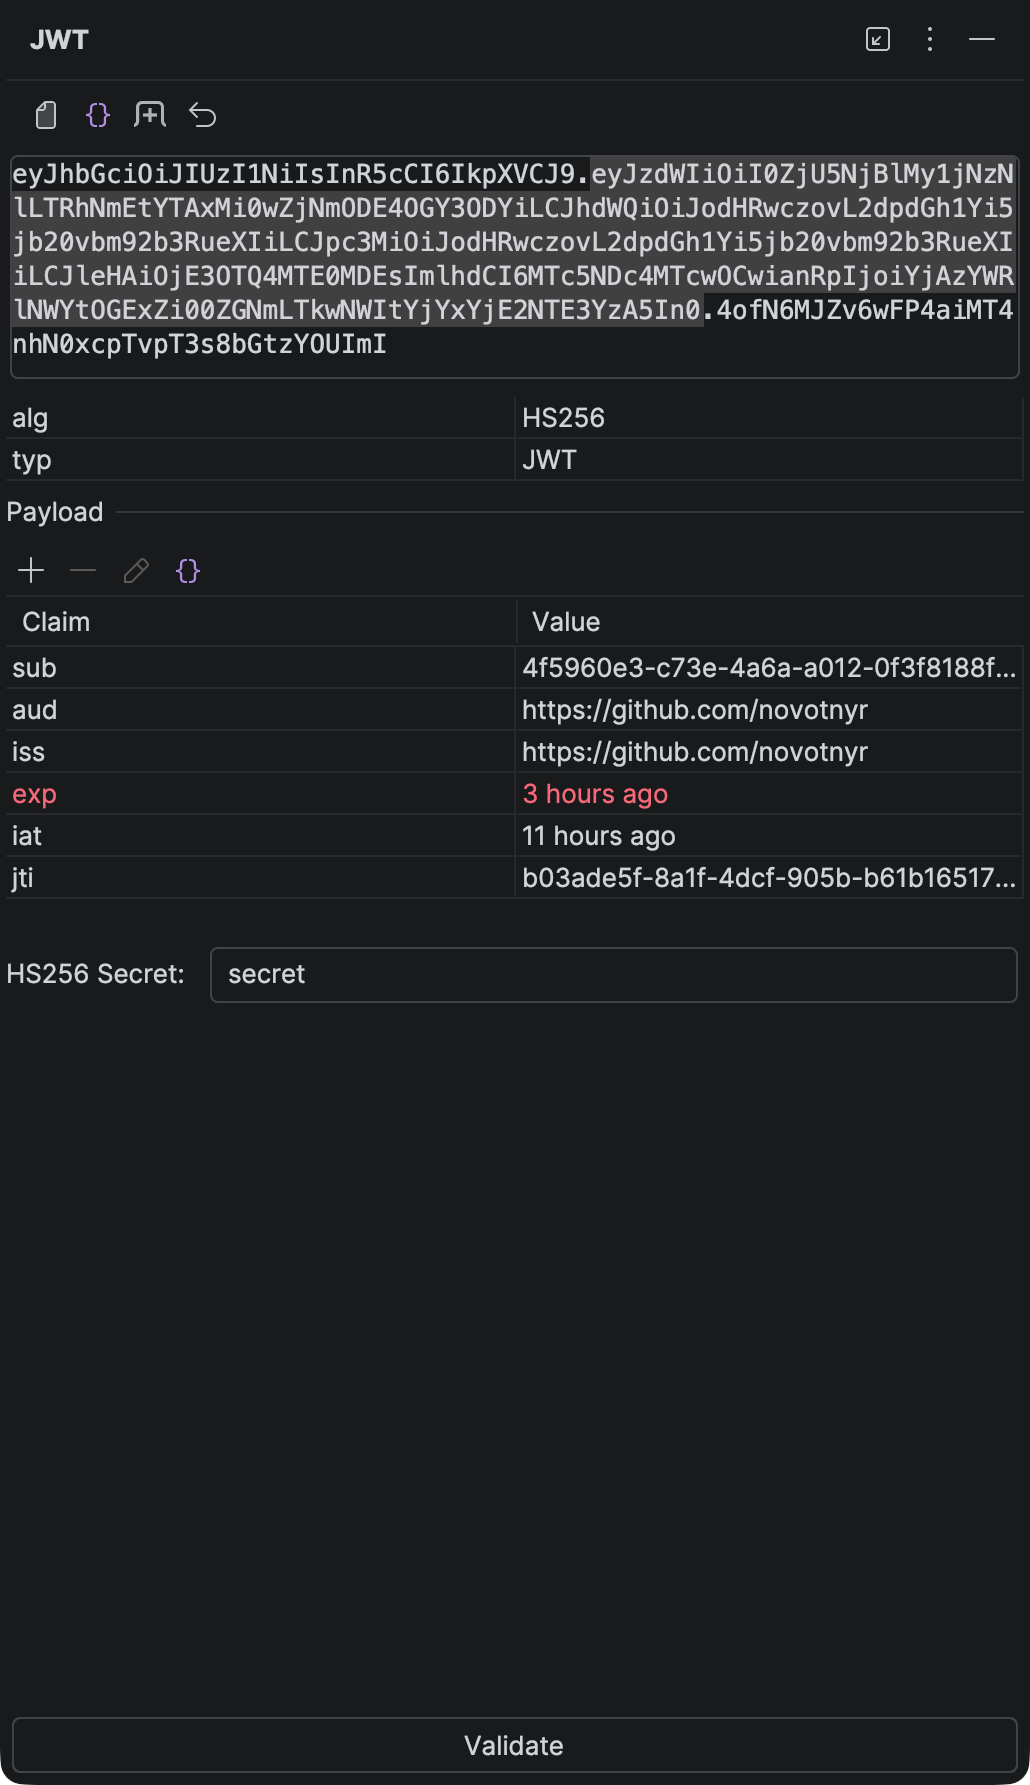 JWT
eyJhbGciOiJIUzI1NiIsInR5cCI6IkpXVCJ9.eyJzdWIiOiI0ZjU5NjBlMy1jNzN
lLTRhNmEtYTAxMi0wZjNmODE4OGY3ODYiLCJhdWQiOiJodHRwczovL2dpdGh1Yi5
jb20vbm92b3RueXIiLCJpc3MiOiJodHRwczovL2dpdGh1Yi5jb20vbm92b3RueXI
iLCJleHAiOjE3OTQ4MTE0MDEsImlhdCI6MTc5NDc4MTcwOCwianRpIjoiYjAzYWR
lNWYtOGExZi00ZGNmLTkwNWItYjYxYjE2NTE3YzA5In0.4ofN6MJZv6wFP4aiMT4
nhN0xcpTvpT3s8bGtzYOUImI
alg HS256
typ JWT
Payload
Claim Value
sub 4f5960e3-c73e-4a6a-a012-0f3f8188f...
aud https://github.com/novotnyr
iss https://github.com/novotnyr
exp 3 hours ago
iat 11 hours ago
jti b03ade5f-8a1f-4dcf-905b-b61b16517...
HS256 Secret: secret
Validate